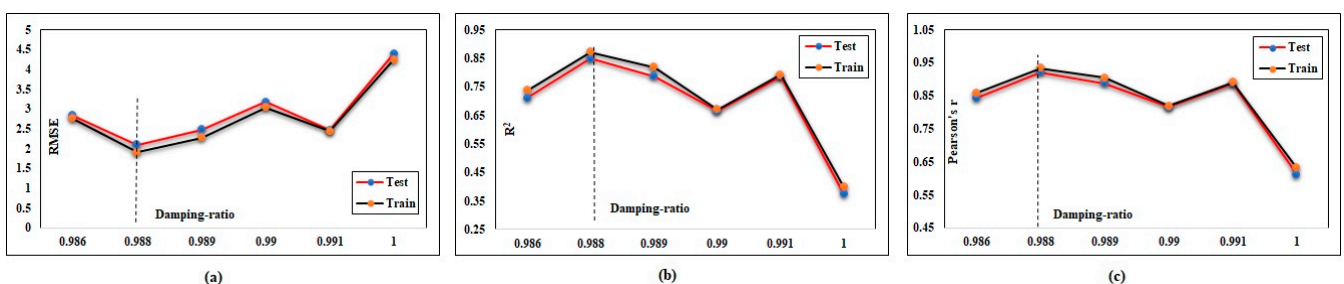 5
4.5
4
3.5
3
2.5
2
1.5
1
0.5
0
RMSE
Test
Train
Damping-ratio
0.986 0.988 0.989 0.99 0.991 1
(a)
0.95
0.85
0.75
0.65
0.55
0.45
0.35
0.25
R²
Test
Train
Damping-ratio
0.986 0.988 0.989 0.99 0.991 1
(b)
1.05
0.95
0.85
0.75
0.65
0.55
0.45
Pearson's r
Test
Train
Damping-ratio
0.986 0.988 0.989 0.99 0.991 1
(c)